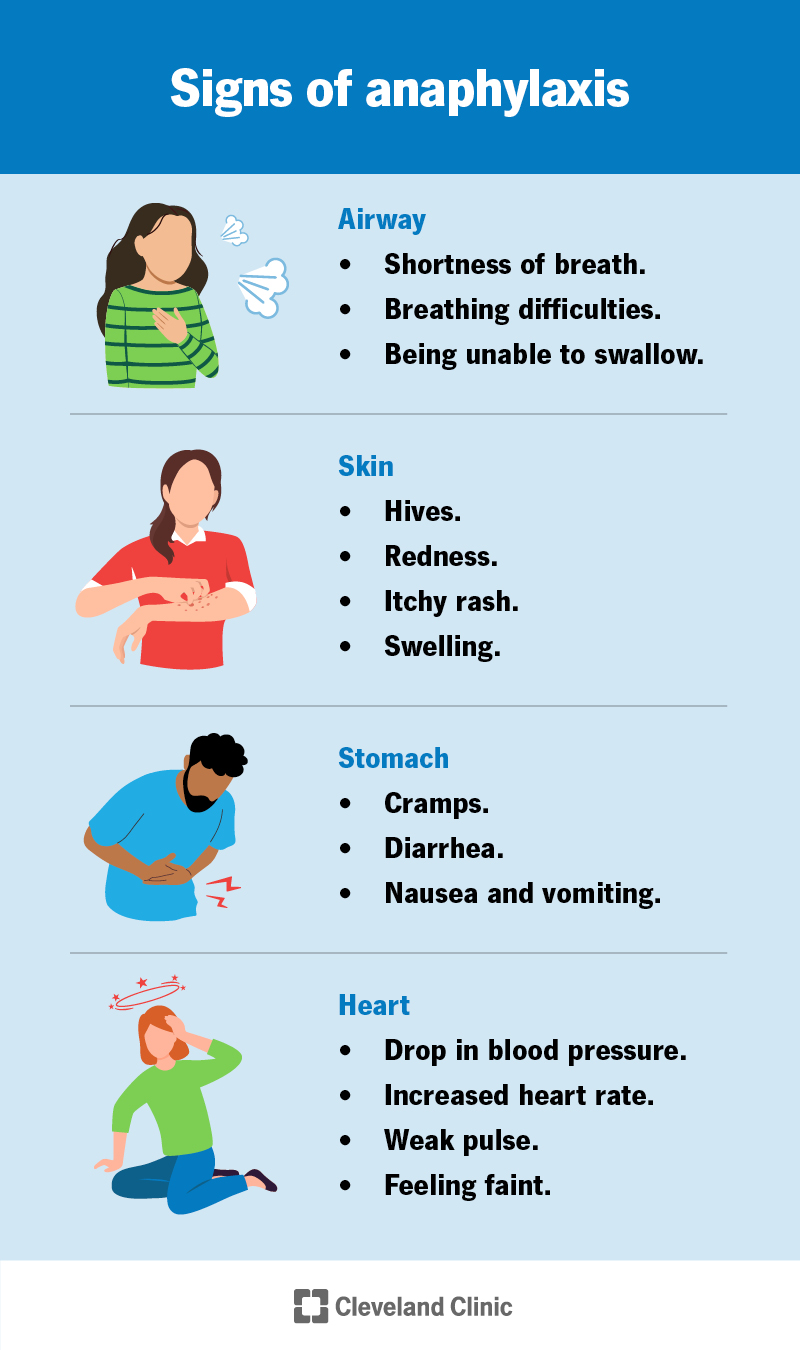 Signs of anaphylaxis
Airway
• Shortness of breath.
• Breathing difficulties.
• Being unable to swallow.
Skin
• Hives.
• Redness.
• Itchy rash.
• Swelling.
Stomach
• Cramps.
• Diarrhea.
• Nausea and vomiting.
Heart
• Drop in blood pressure.
• Increased heart rate.
• Weak pulse.
• Feeling faint.
Cleveland Clinic